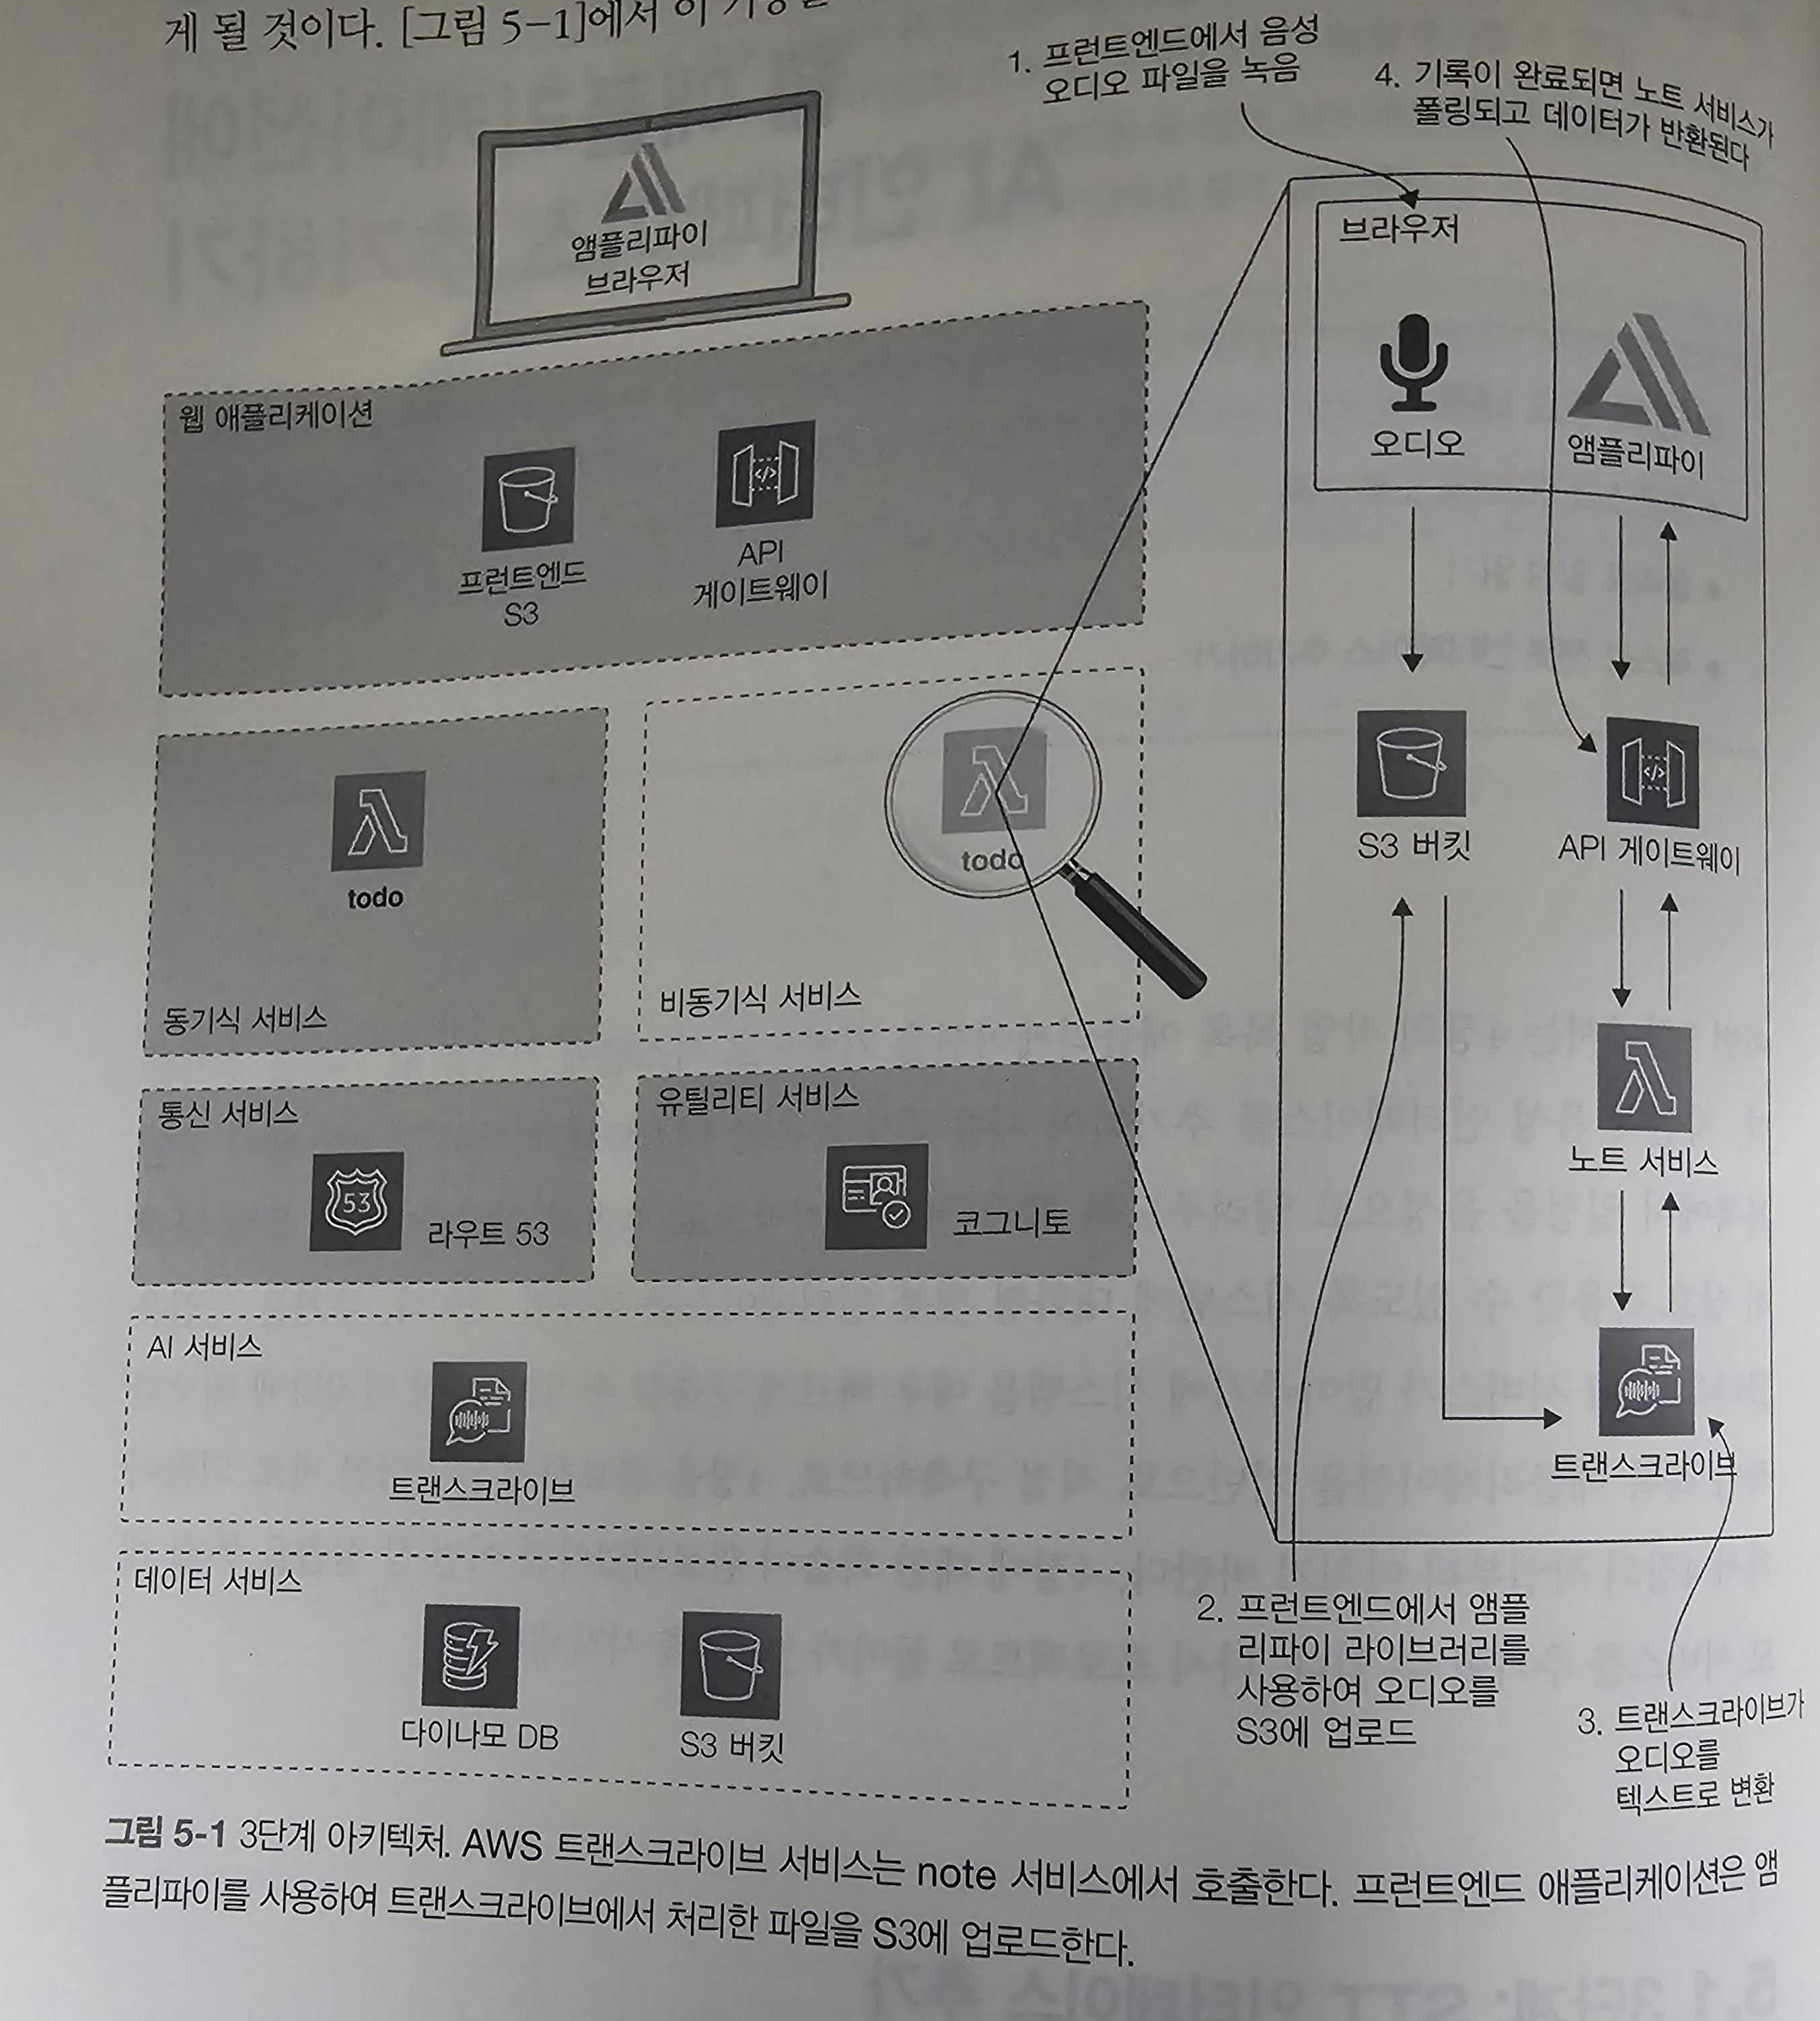 게 될 것이다. [그림 5-1]에서 이
앰플리파이
브라우저
웹 애플리케이션
프런트엔드
S3
API
게이트웨이
todo
동기식 서비스
todo
비동기식 서비스
통신 서비스
53
라우트 53
유틸리티 서비스
코그니토
AI 서비스
트랜스크라이브
데이터 서비스
다이나모 DB
S3 버킷
1. 프런트엔드에서 음성
오디오 파일을 녹음
4. 기록이 완료되면 노트 서비스가
폴링되고 데이터가 반환된다
브라우저
오디오
앰플리파이
S3 버킷
API 게이트웨이
노트 서비스
트랜스크라이브
2. 프런트엔드에서 앰플
리파이 라이브러리를
사용하여 오디오를
S3에 업로드
3. 트랜스크라이브가
오디오를
텍스트로 변환
그림 5-1 3단계 아키텍처. AWS 트랜스크라이브 서비스는 note 서비스에서 호출한다. 프런트엔드 애플리케이션은 앰
플리파이를 사용하여 트랜스크라이브에서 처리한 파일을 S3에 업로드한다.